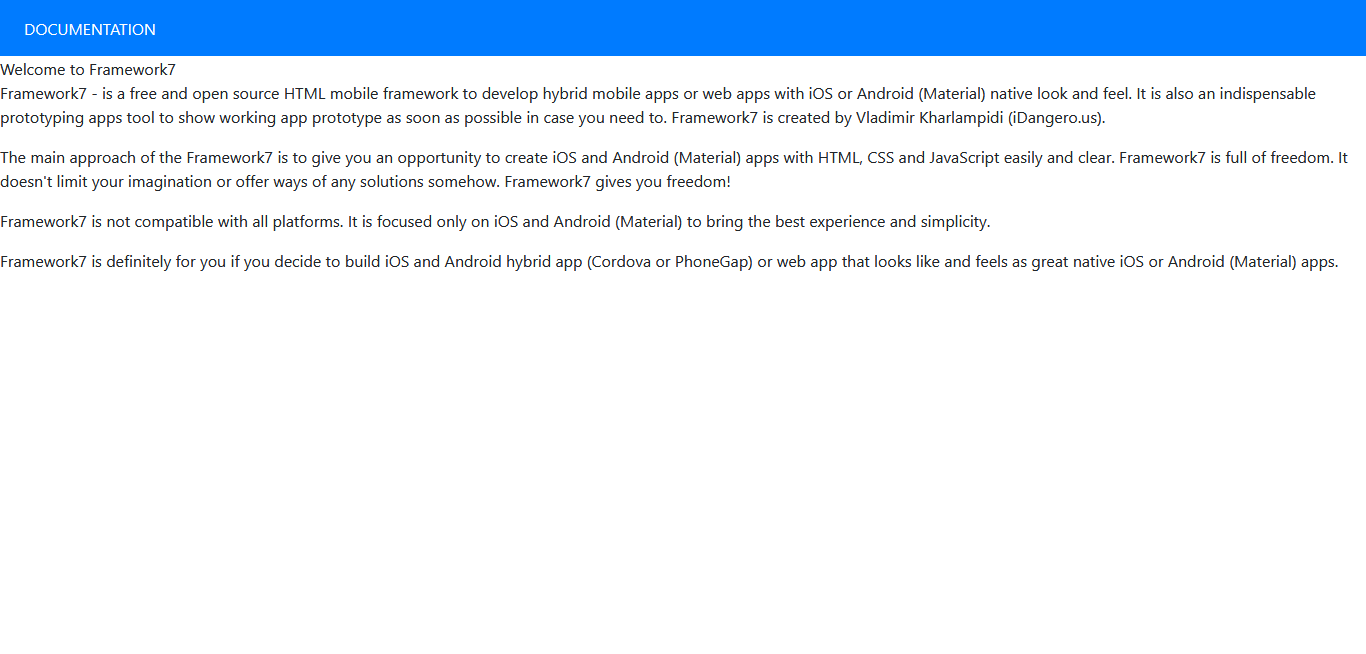 DOCUMENTATION
Welcome to Framework7
Framework7 - is a free and open source HTML mobile framework to develop hybrid mobile apps or web apps with iOS or Android (Material) native look and feel. It is also an indispensable
prototyping apps tool to show working app prototype as soon as possible in case you need to. Framework7 is created by Vladimir Kharlampidi (iDangero.us).
The main approach of the Framework7 is to give you an opportunity to create iOS and Android (Material) apps with HTML, CSS and JavaScript easily and clear. Framework7 is full of freedom. It
doesn't limit your imagination or offer ways of any solutions somehow. Framework7 gives you freedom!
Framework7 is not compatible with all platforms. It is focused only on iOS and Android (Material) to bring the best experience and simplicity.
Framework7 is definitely for you if you decide to build iOS and Android hybrid app (Cordova or PhoneGap) or web app that looks like and feels as great native iOS or Android (Material) apps.